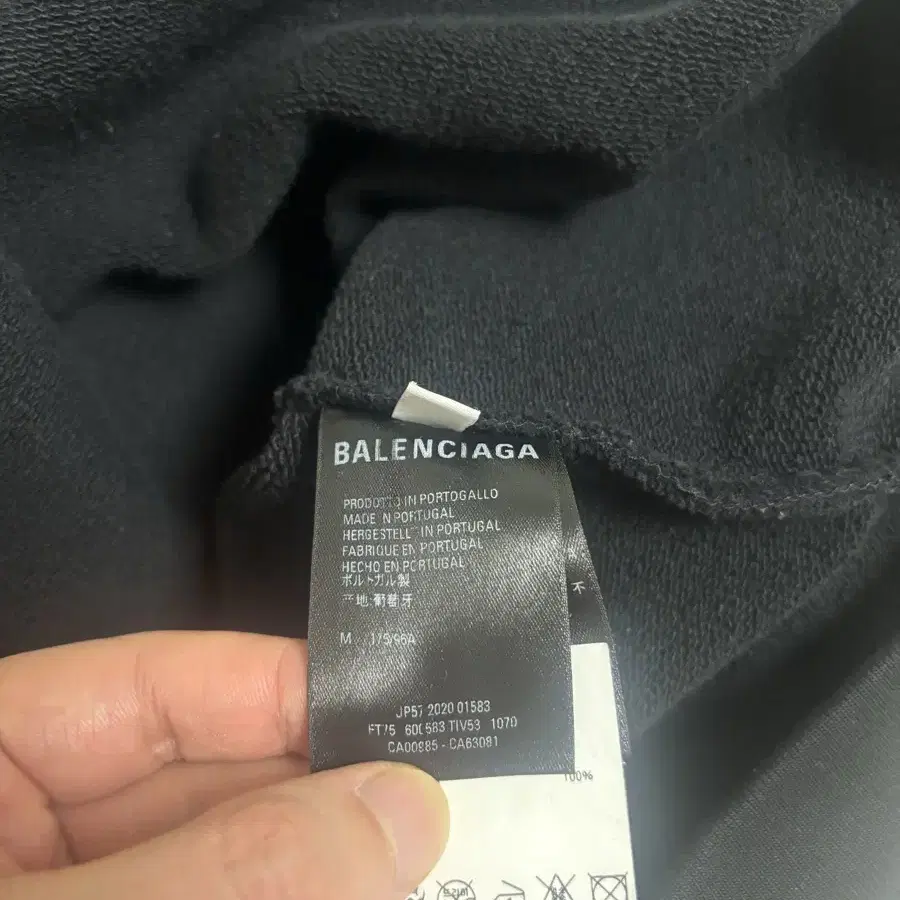 BALENCIAGA
PRODOTTO IN PORTOGALLO
MADE IN PORTUGAL
HERGESTELLT IN PORTUGAL
FABRIQUE EN PORTUGAL
HECHO EN PORTUGAL
ポルトガル製
产地:葡萄牙
不
M 175/96A
JP57 2020 01583
FT75 600583 TIV53 1070
CA00985 - CA63081
100%